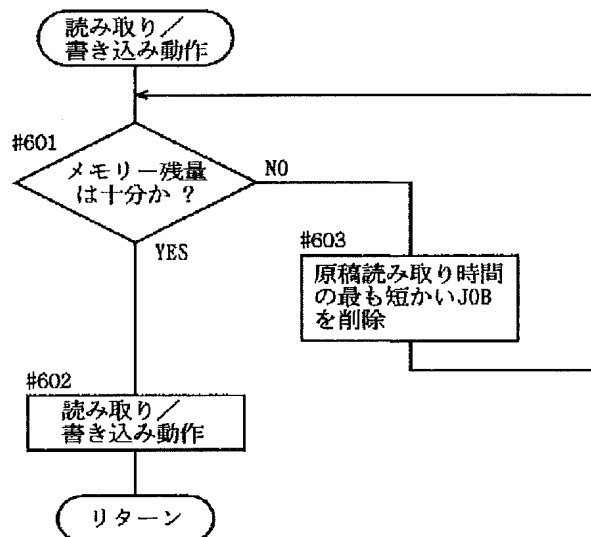 読み取り／
書き込み動作
#601
メモリー残量
は十分か ?
NO
YES
#603
原稿読み取り時間
の最も短かいJOB
を削除
#602
読み取り／
書き込み動作
リターン